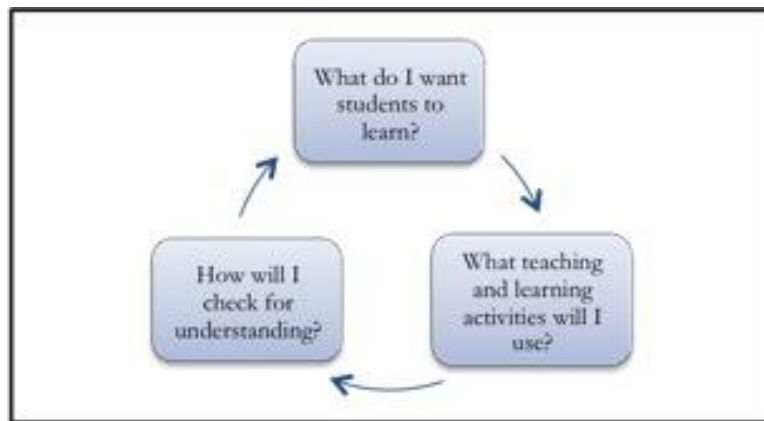 What do I want
students to
learn?
What teaching
and learning
activities will I
use?
How will I
check for
understanding?